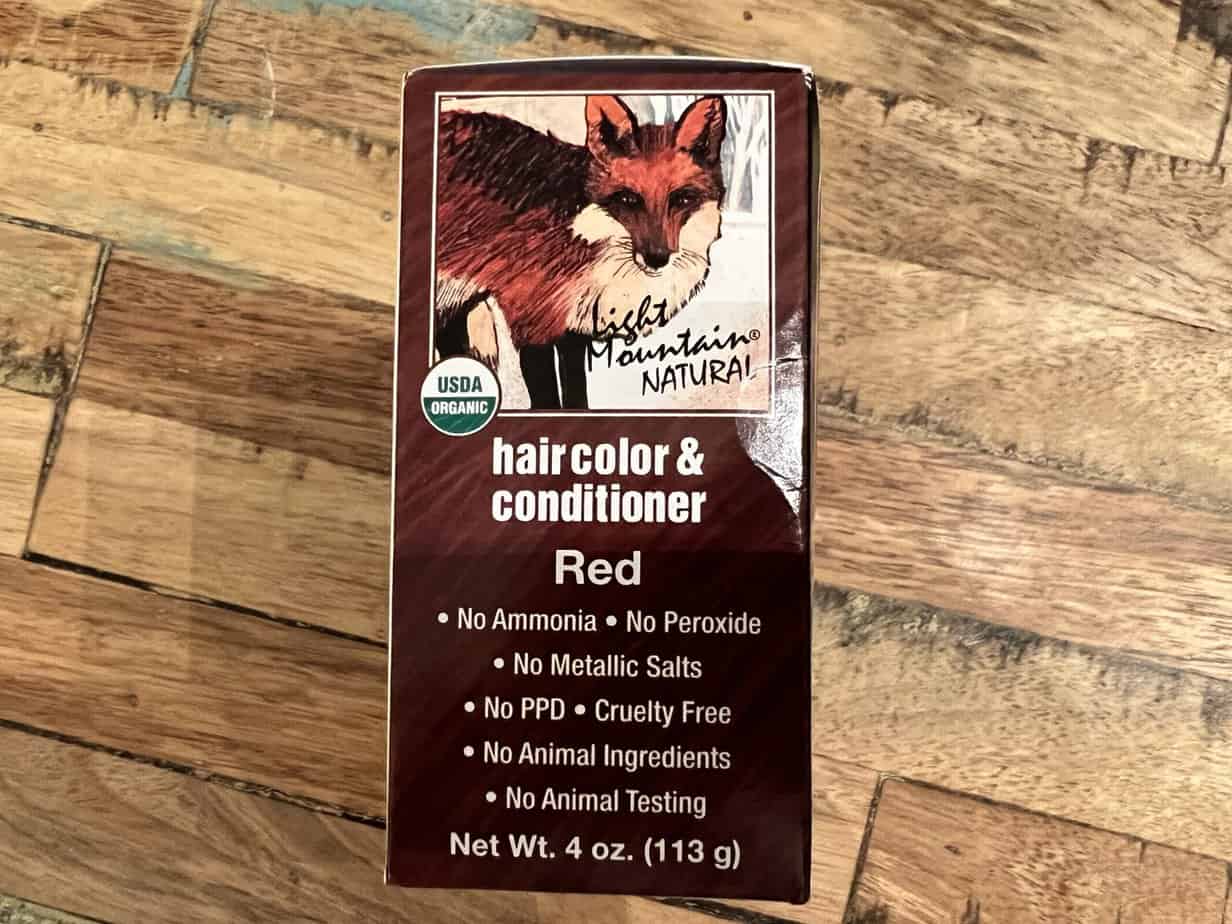 Light
Mountain®
NATURAL
USDA
ORGANIC
hair color &
conditioner
Red
• No Ammonia • No Peroxide
• No Metallic Salts
• No PPD • Cruelty Free
• No Animal Ingredients
• No Animal Testing
Net Wt. 4 oz. (113 g)